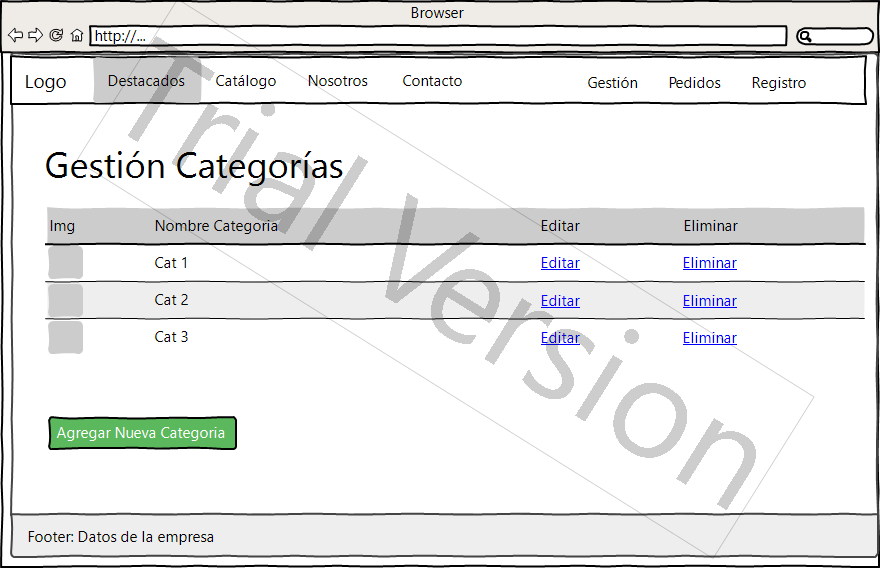 Browser
http://...
Logo Destacados Catálogo Nosotros Contacto Gestión Pedidos Registro
Gestión Categorías
Img Nombre Categoria Editar Eliminar
Cat 1 Editar Eliminar
Cat 2 Editar Eliminar
Cat 3 Editar Eliminar
Agregar Nueva Categoria
Footer: Datos de la empresa
Trial Version